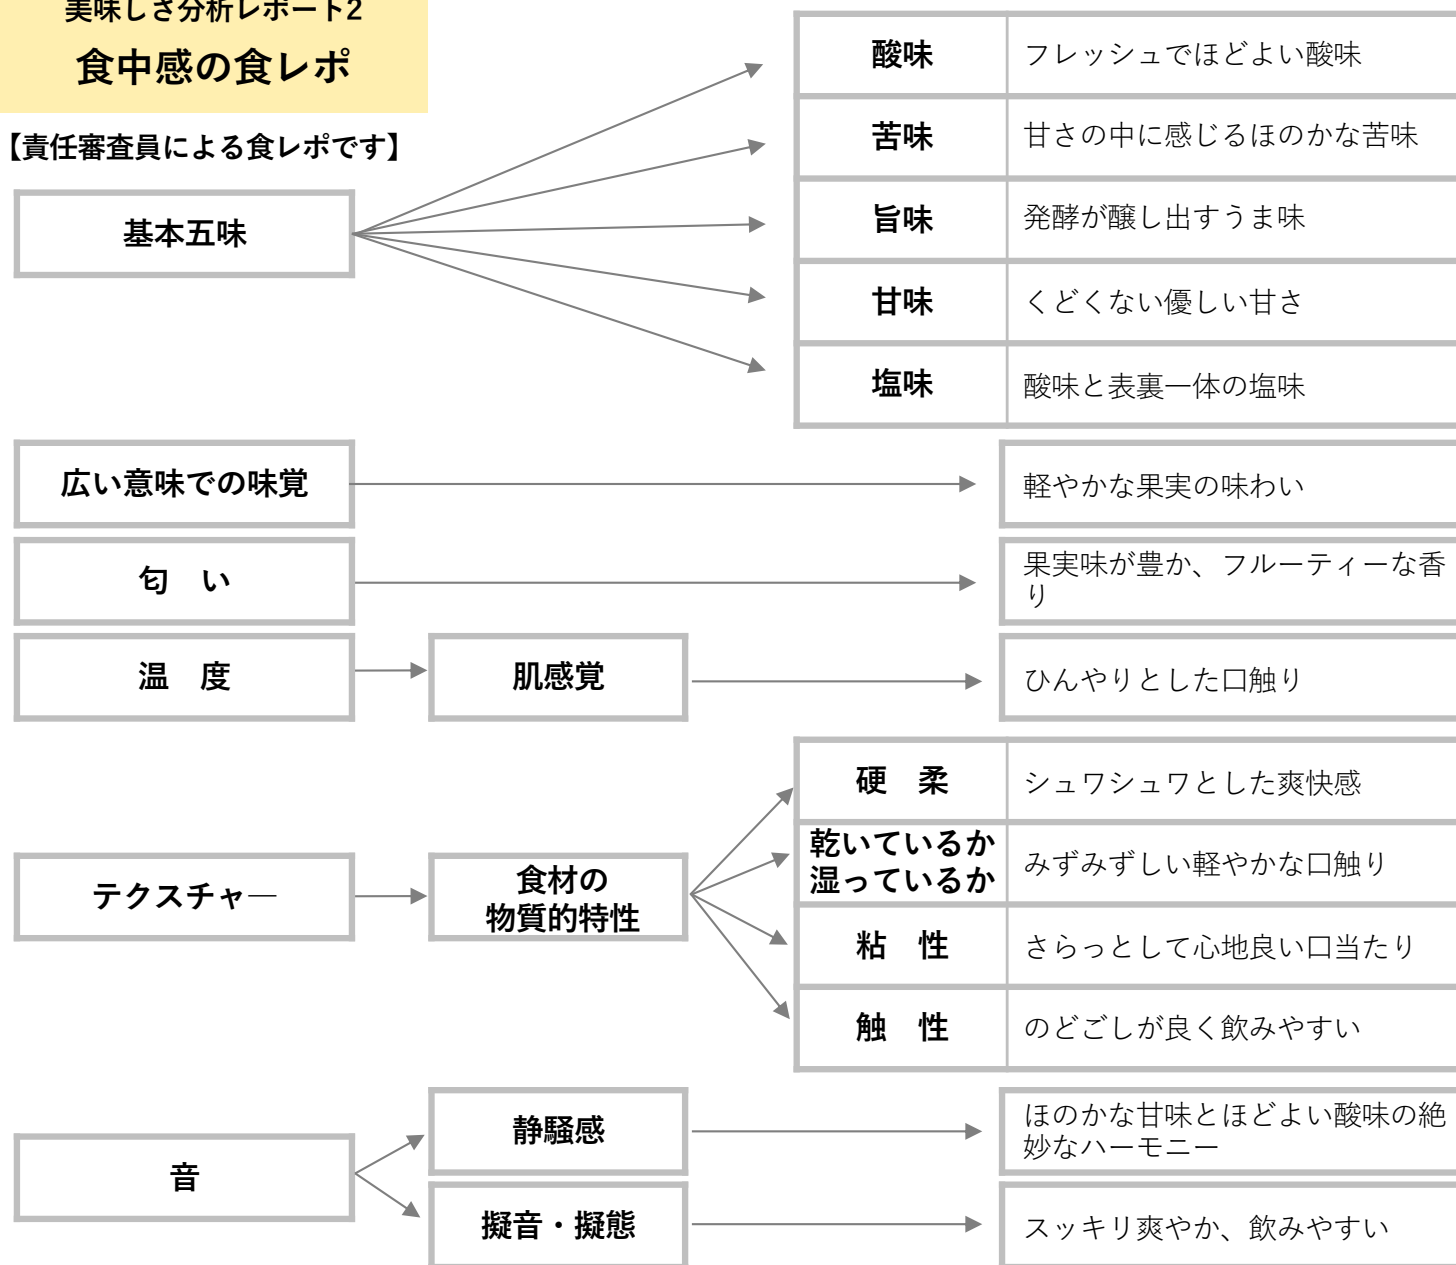 美味しさ分析レポート2
食中感の食レポ
【責任審査員による食レポです】
基本五味
酸味 フレッシュでほどよい酸味
苦味 甘さの中に感じるほのかな苦味
旨味 発酵が醸し出すうま味
甘味 くどくない優しい甘さ
塩味 酸味と表裏一体の塩味
広い意味での味覚 軽やかな果実の味わい
匂　い
果実味が豊か、フルーティーな香
り
温　度 肌感覚 ひんやりとした口触り
テクスチャ―
食材の
物質的特性
硬　柔 シュワシュワとした爽快感
乾いているか
湿っているか
みずみずしい軽やかな口触り
粘　性 さらっとして心地良い口当たり
触　性 のどごしが良く飲みやすい
音
静騒感
ほのかな甘味とほどよい酸味の絶
妙なハーモニー
擬音・擬態 スッキリ爽やか、飲みやすい